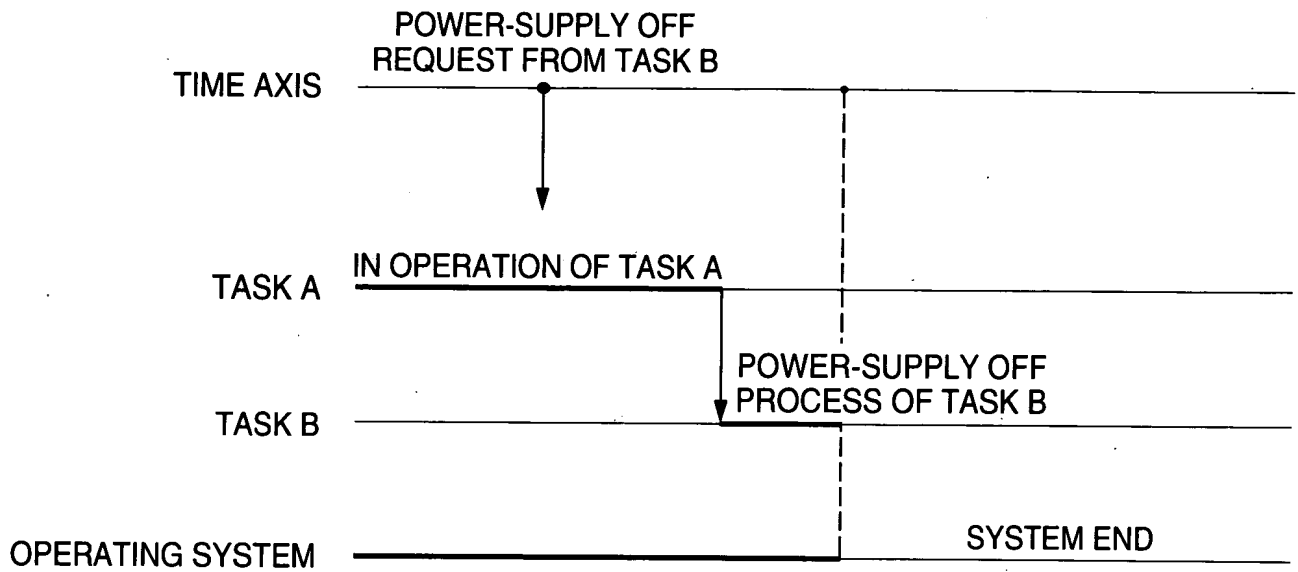 POWER-SUPPLY OFF
REQUEST FROM TASK B
TIME AXIS
IN OPERATION OF TASK A
TASK A
POWER-SUPPLY OFF
PROCESS OF TASK B
TASK B
SYSTEM END
OPERATING SYSTEM